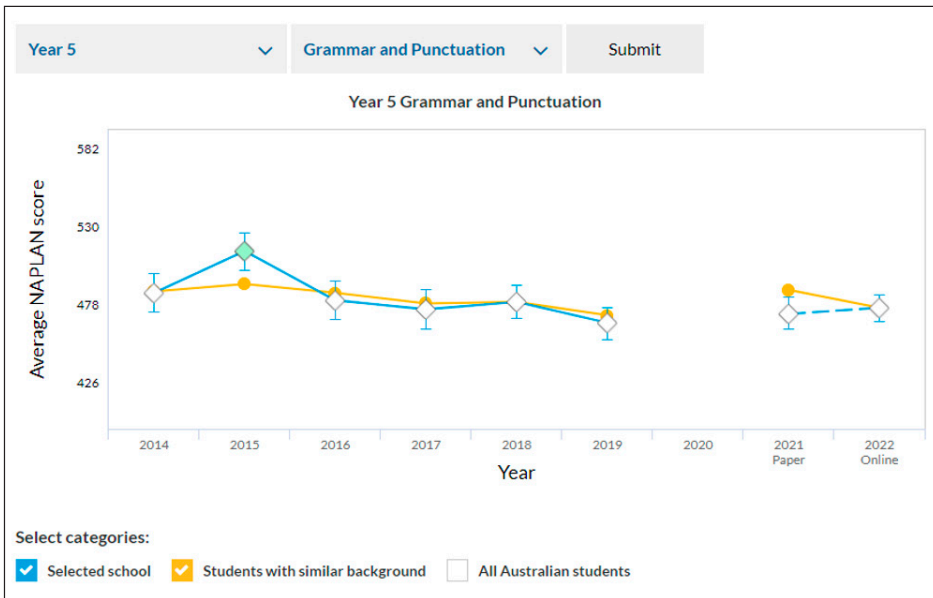 Year 5
Grammar and Punctuation
Submit
Year 5 Grammar and Punctuation
Average NAPLAN score
582
530
478
426
2014
2015
2016
2017
2018
2019
2020
2021
Paper
2022
Online
Year
Select categories:
Selected school
Students with similar background
All Australian students